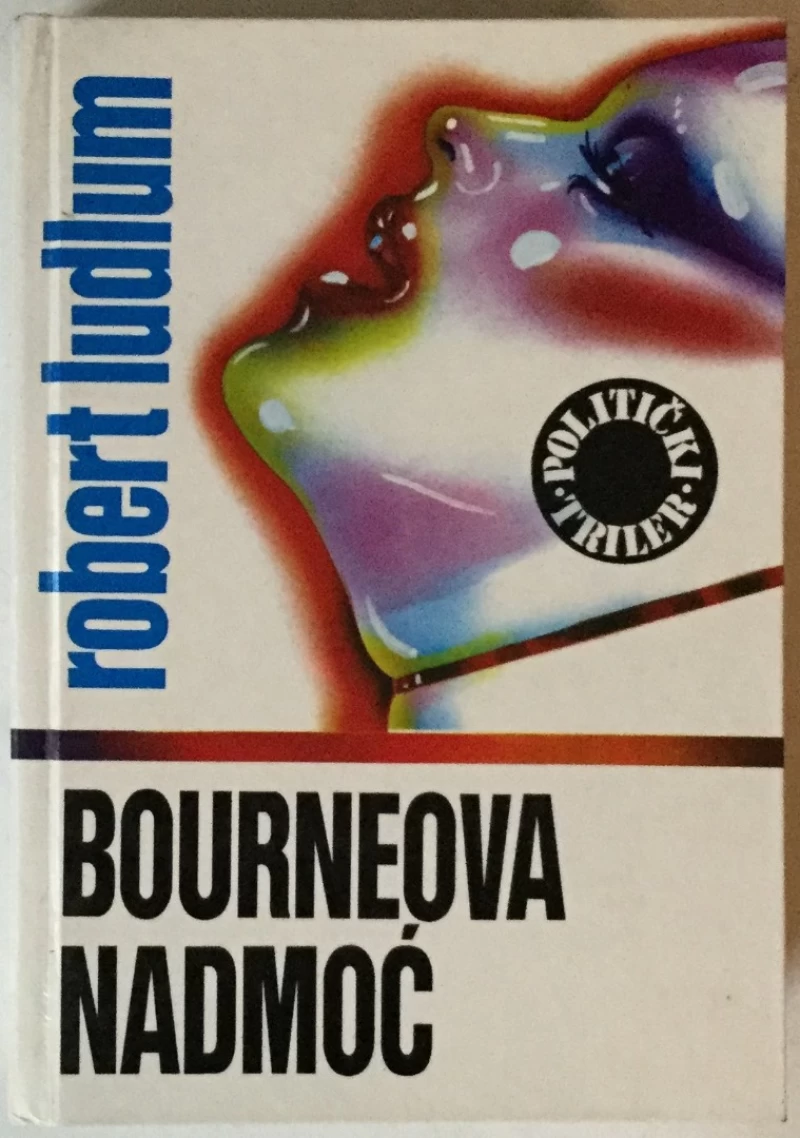 robert ludlum
·POLITIČKI·
TRILER
BOURNEOVA
NADMOĆ